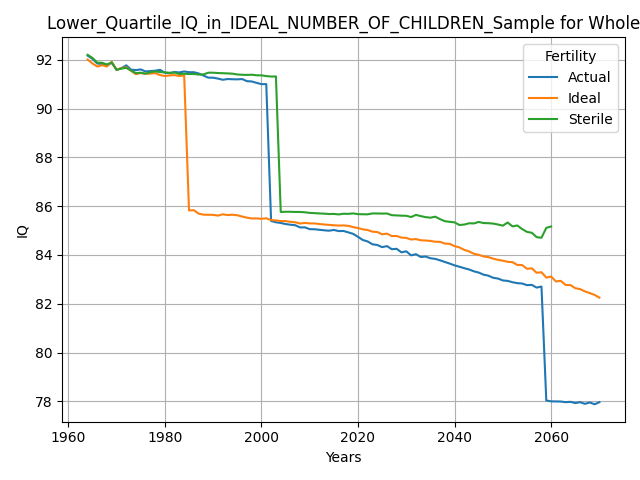 Lower_Quartile_IQ_in_IDEAL_NUMBER_OF_CHILDREN_Sample for Whole
Fertility
Actual
Ideal
Sterile
IQ
92
90
88
86
84
82
80
78
1960
1980
2000
2020
2040
2060
Years